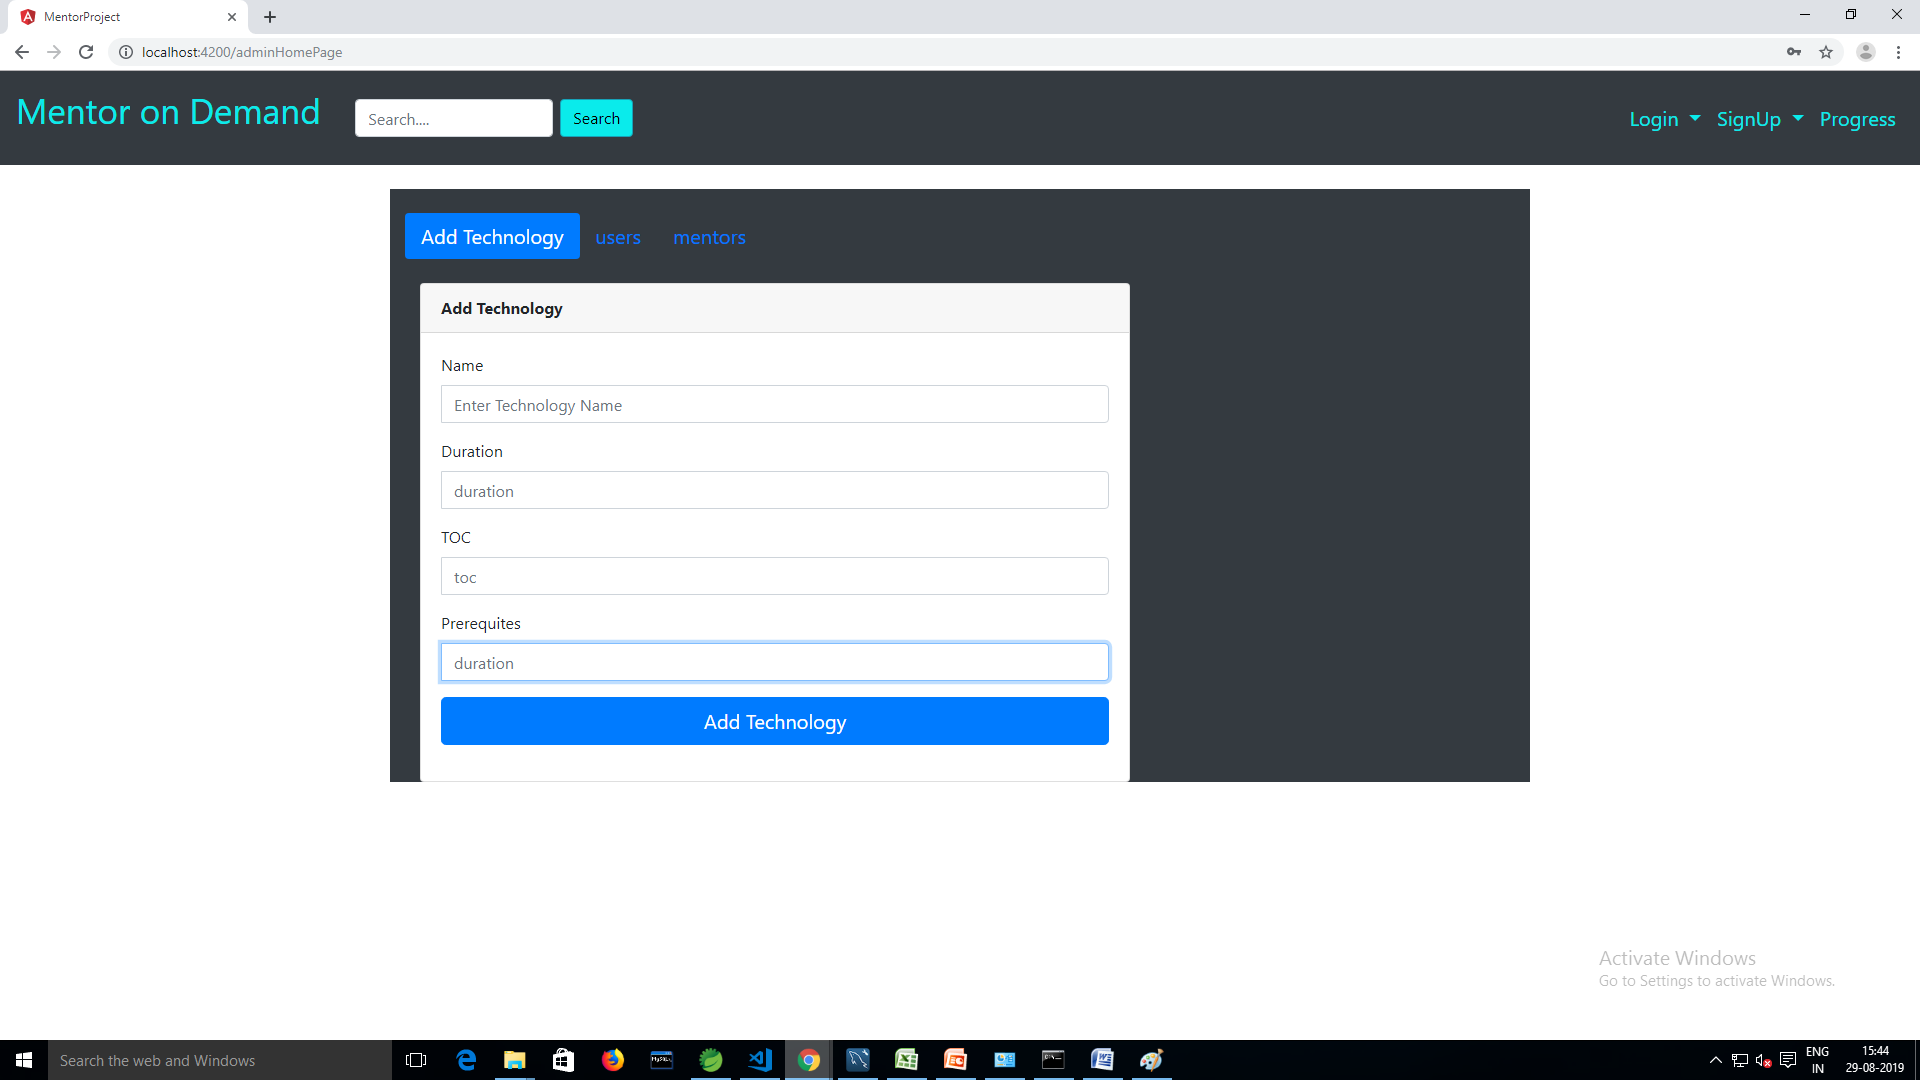 MentorProject
localhost:4200/adminHomePage
Mentor on Demand
Search....
Search
Login
SignUp
Progress
Add Technology
users
mentors
Add Technology
Name
Enter Technology Name
Duration
duration
TOC
toc
Prerequites
duration
Add Technology
Activate Windows
Go to Settings to activate Windows.
Search the web and Windows
ENG
IN
15:44
29-08-2019